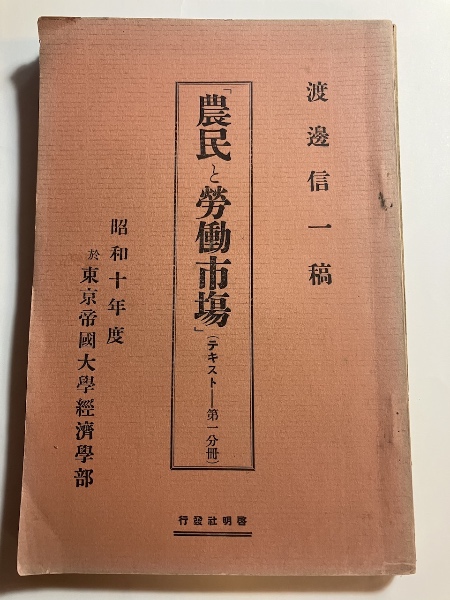 渡邊信一稿
「農民と勞働市場」(テキスト——第一分冊)
昭和十年度
於東京帝國大學經濟學部
行發社明啓